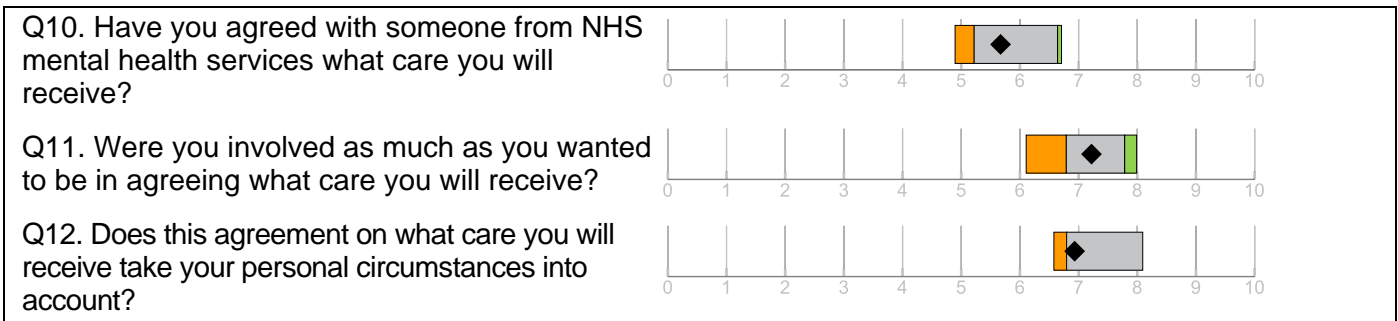 Q10. Have you agreed with someone from NHS
mental health services what care you will
receive?
0 1 2 3 4 5 6 7 8 9 10
Q11. Were you involved as much as you wanted
to be in agreeing what care you will receive?
0 1 2 3 4 5 6 7 8 9 10
Q12. Does this agreement on what care you will
receive take your personal circumstances into
account?
0 1 2 3 4 5 6 7 8 9 10